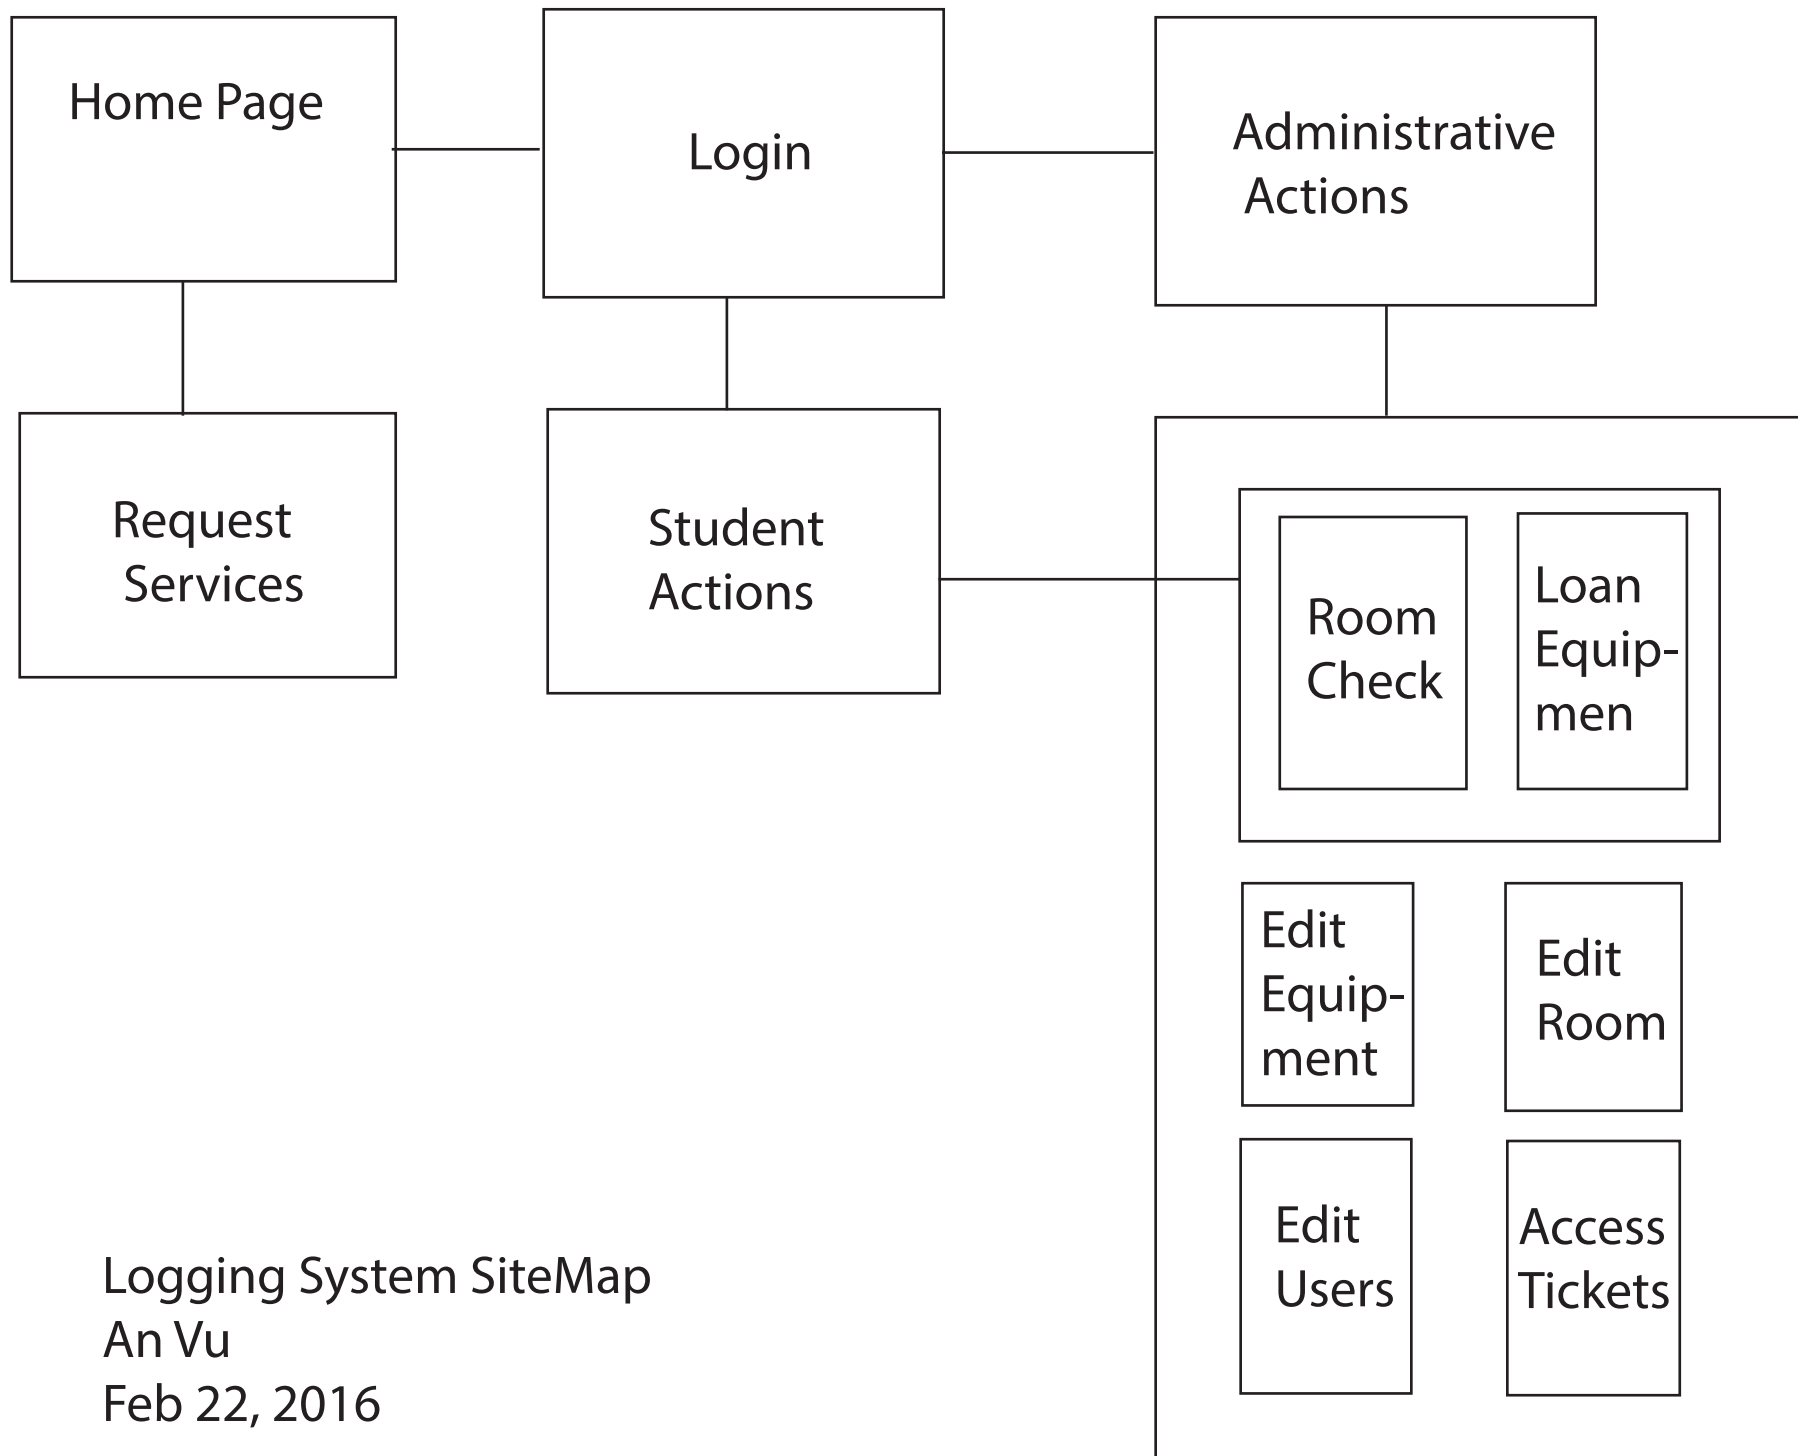 Home Page
Login
Administrative
Actions
Request
Services
Student
Actions
Room
Check
Loan
Equip-
men
Edit
Equip-
ment
Edit
Room
Edit
Users
Access
Tickets
Logging System SiteMap
An Vu
Feb 22, 2016